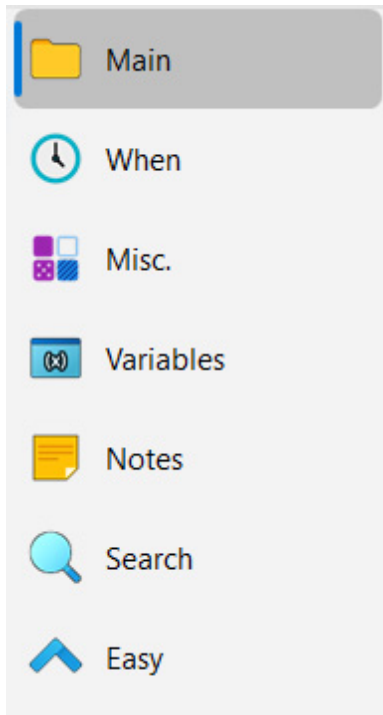 Main
When
Misc.
Variables
Notes
Search
Easy